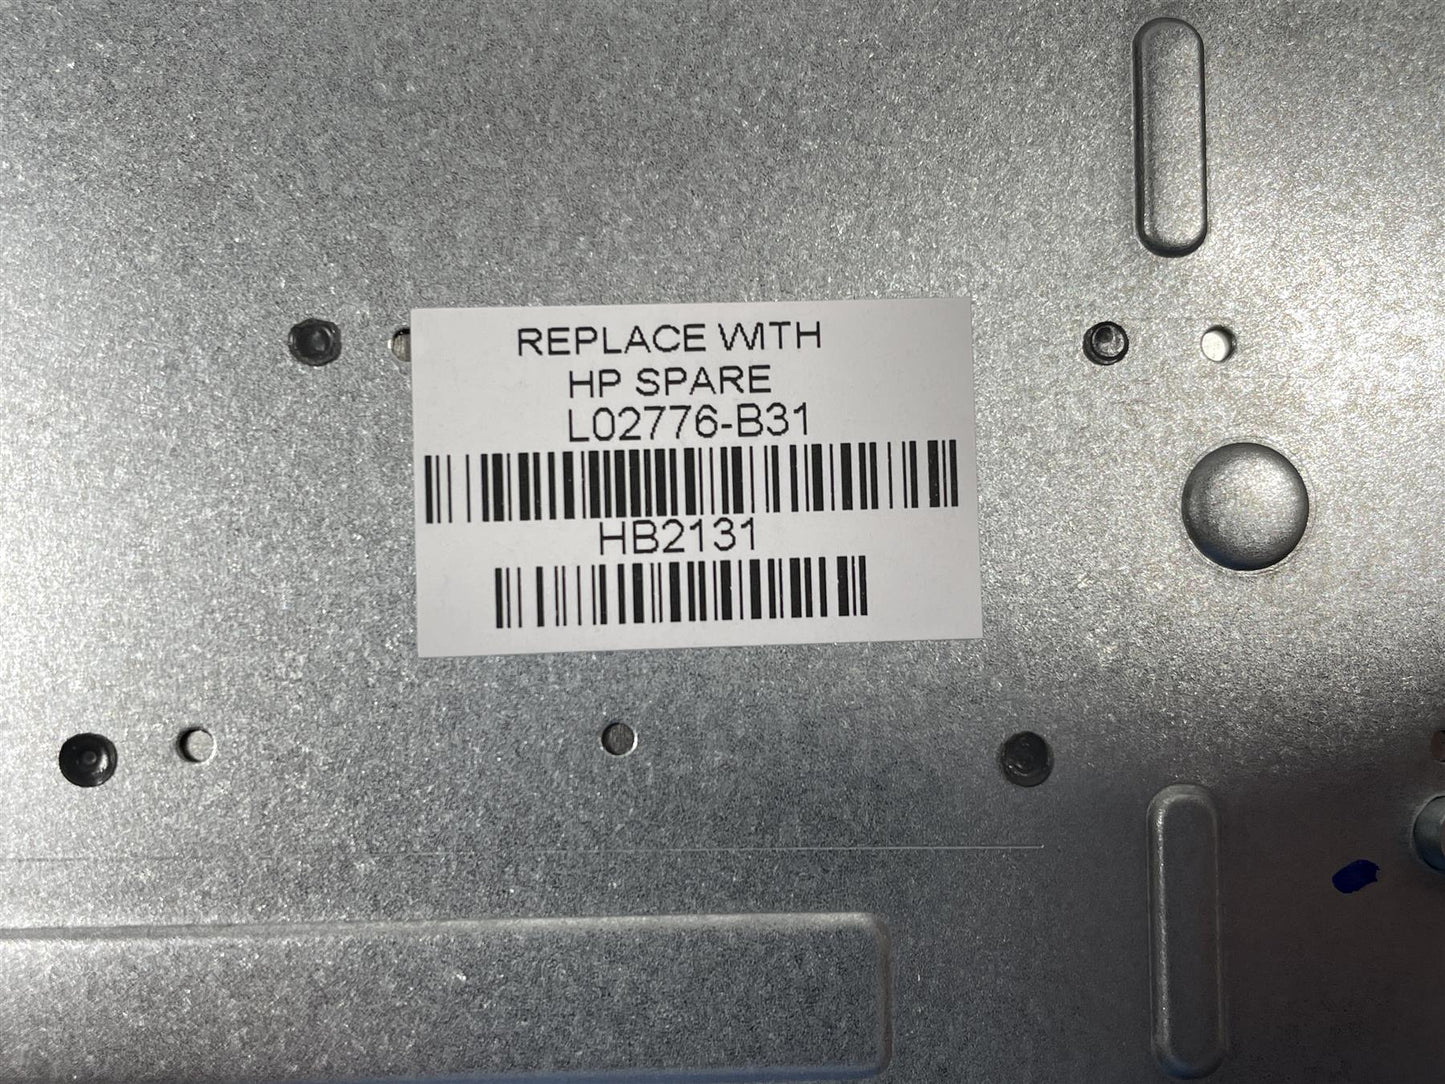 REPLACE WITH
HP SPARE
L02776-B31
HB2131